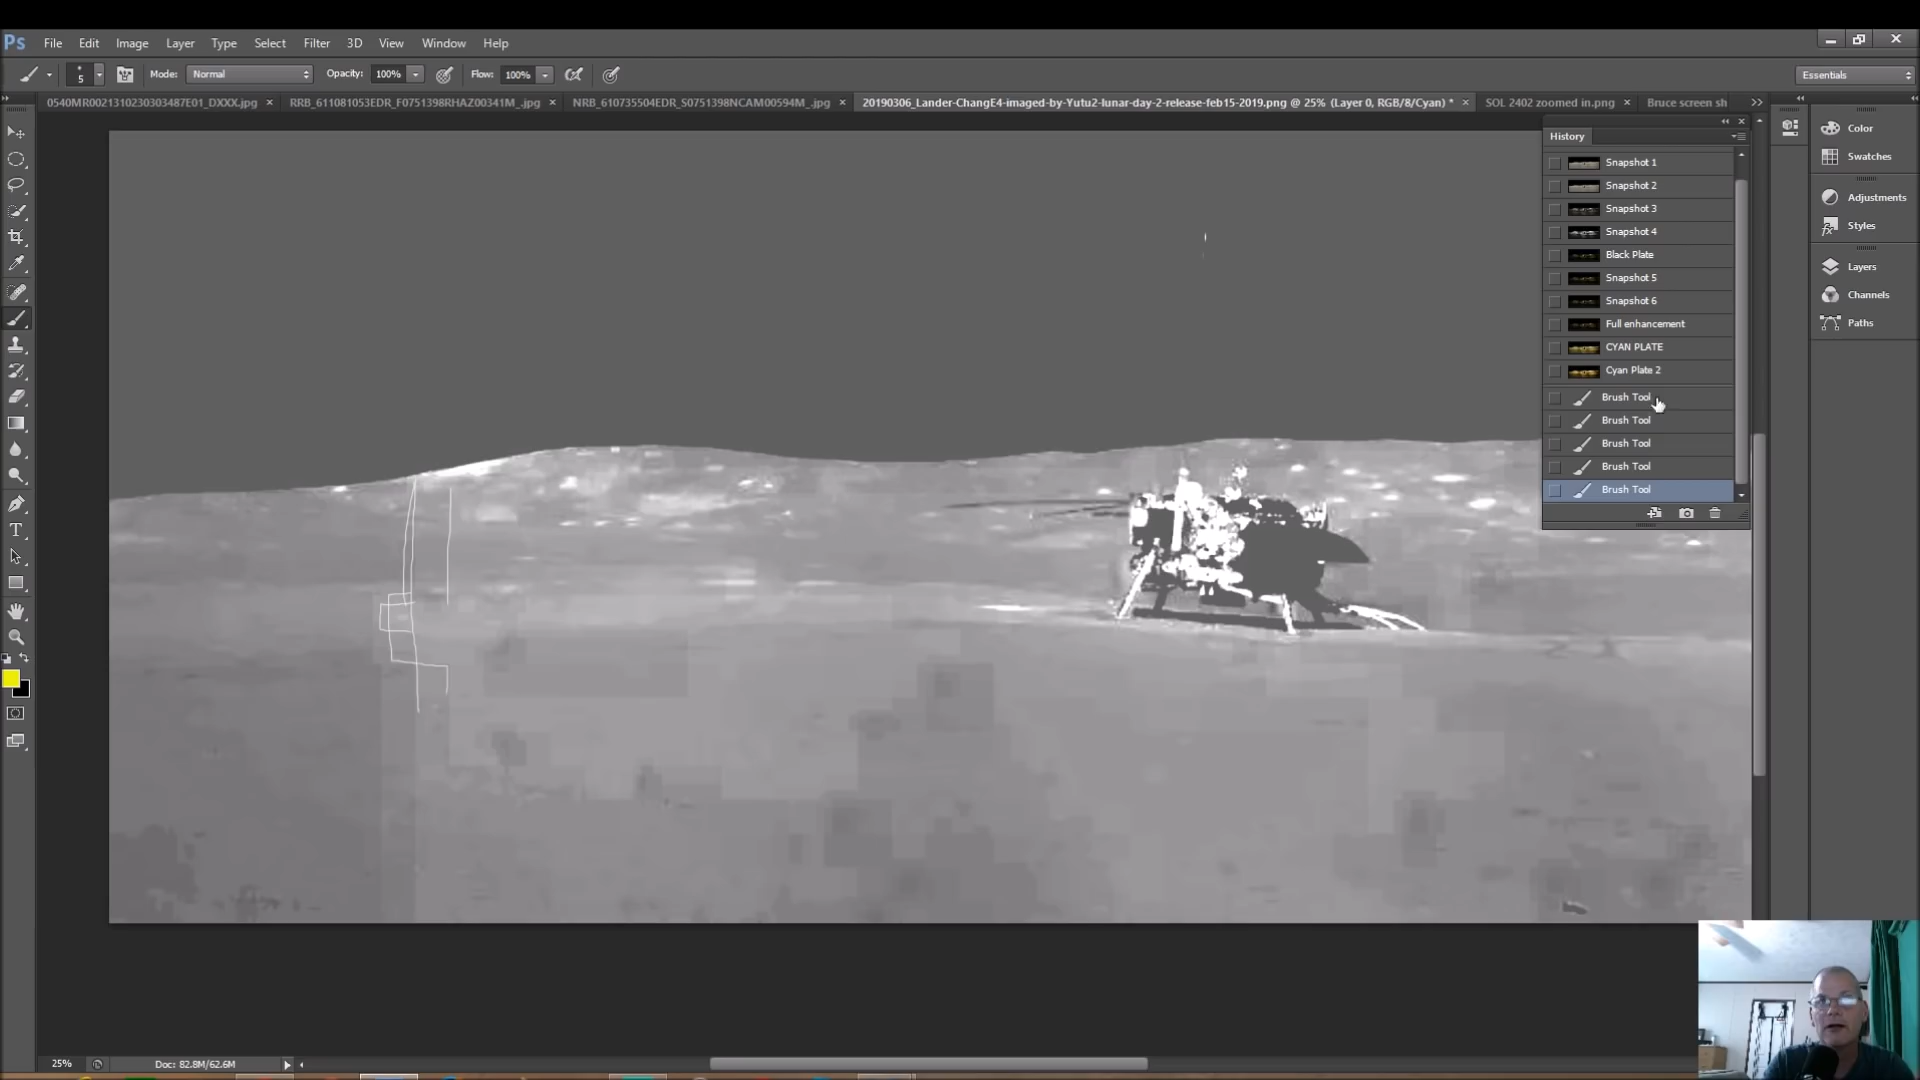 Ps File Edit Image Layer Type Select Filter 3D View Window Help
5 Mode: Normal Opacity: 100% Flow: 100% Essentials
0540MR0021310230303487E01_DXXX.jpg × RRB_611081053EDR_F0751398RHAZ00341M_.jpg × NRB_610735504EDR_S0751398NCAM00594M_.jpg × 20190306_Lander-ChangE4-imaged-by-Yutu2-lunar-day-2-release-feb15-2019.png @ 25% (Layer 0, RGB/8/Cyan) * × SOL 2402 zoomed in.png × Bruce screen sh
History
Snapshot 1
Snapshot 2
Snapshot 3
Snapshot 4
Black Plate
Snapshot 5
Snapshot 6
Full enhancement
CYAN PLATE
Cyan Plate 2
Brush Tool
Brush Tool
Brush Tool
Brush Tool
Brush Tool
Color
Swatches
Adjustments
Styles
Layers
Channels
Paths
25% Doc: 82.8M/62.6M